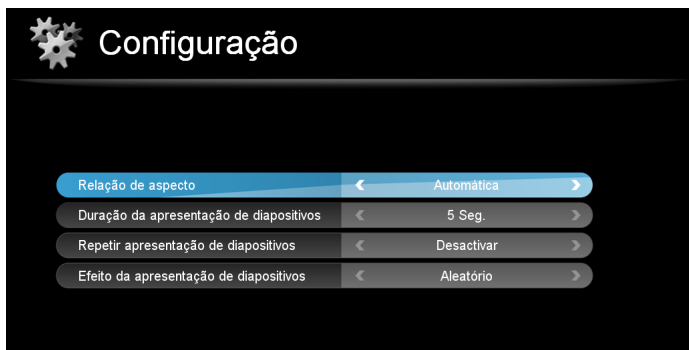 Configuração
Relação de aspecto Automática
Duração da apresentação de diapositivos 5 Seg.
Repetir apresentação de diapositivos Desactivar
Efeito da apresentação de diapositivos Aleatório